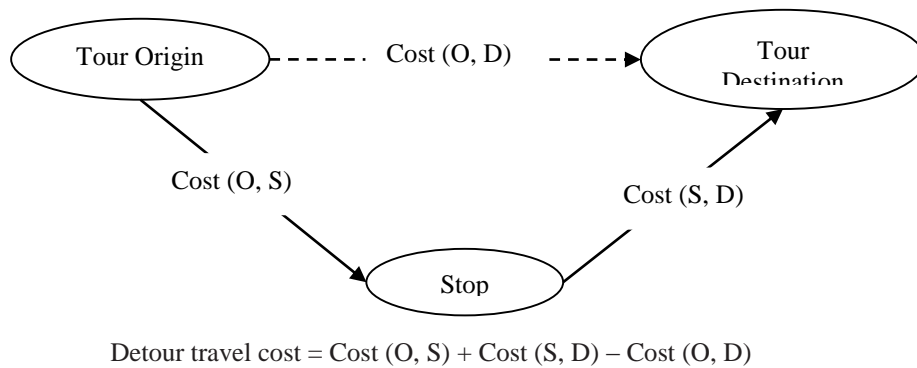 Tour Origin
Cost (O, D)
Tour
Destination
Cost (O, S)
Cost (S, D)
Stop
Detour travel cost = Cost (O, S) + Cost (S, D) – Cost (O, D)